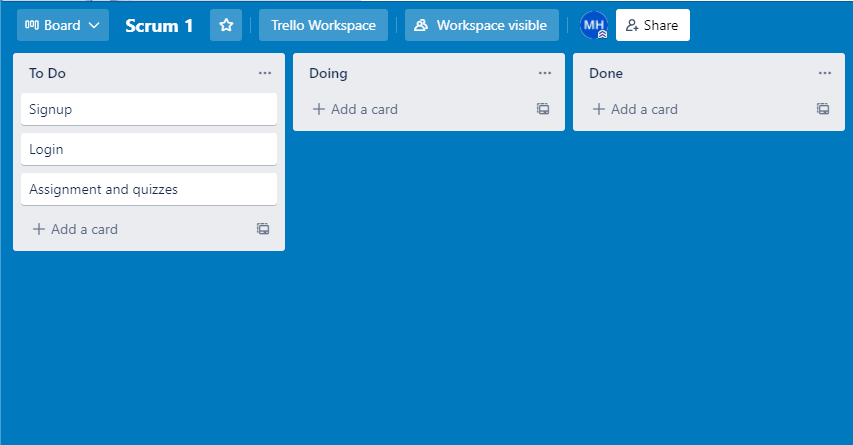 Board Scrum 1 Trello Workspace Workspace visible MH Share
To Do
Signup
Login
Assignment and quizzes
+ Add a card
Doing
+ Add a card
Done
+ Add a card